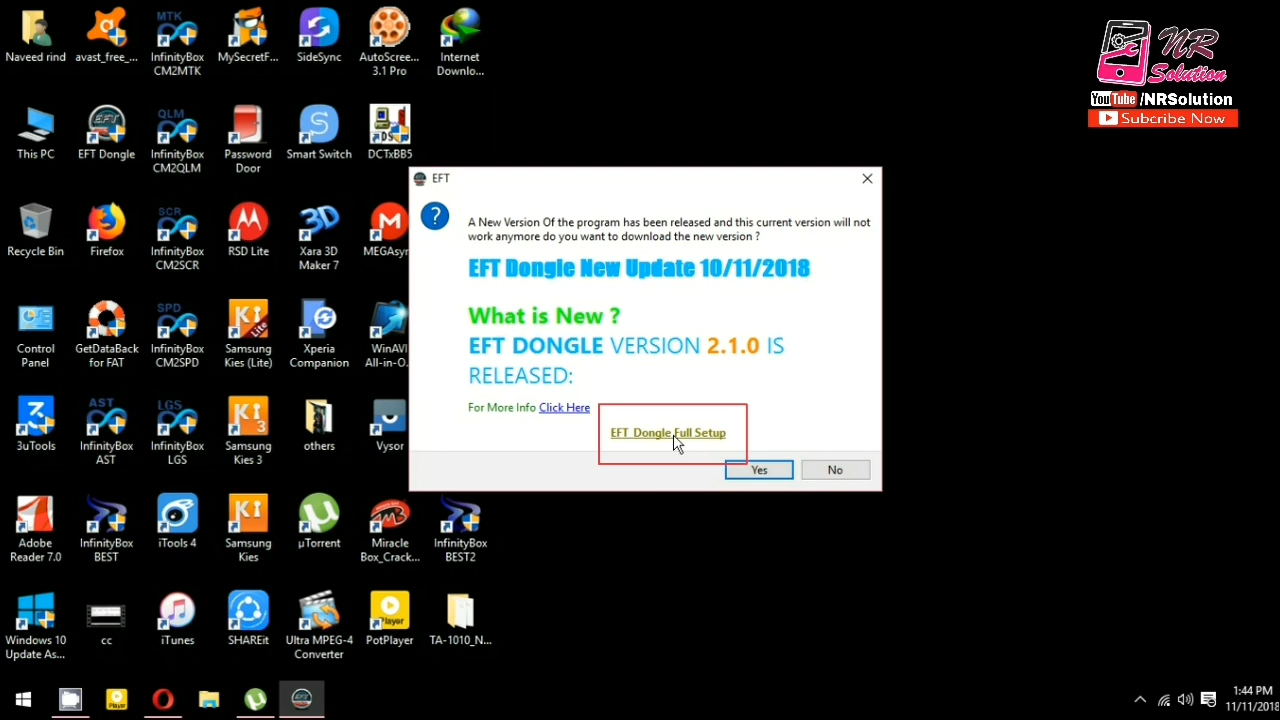 Naveed rind
avast_free_...
InfinityBox
CM2MTK
MySecretF...
SideSync
AutoScreen...
3.1 Pro
Internet
Downlo...
This PC
EFT Dongle
InfinityBox
CM2QLM
Password
Door
Smart Switch
DCTxBB5
Recycle Bin
Firefox
InfinityBox
CM2SCR
RSD Lite
Xara 3D
Maker 7
MEGAsyn
Control
Panel
GetDataBack
for FAT
InfinityBox
CM2SPD
Samsung
Kies (Lite)
Xperia
Companion
WinAVI
All-in-O...
3uTools
InfinityBox
AST
InfinityBox
LGS
Samsung
Kies 3
others
Vysor
Adobe
Reader 7.0
InfinityBox
BEST
iTools 4
Samsung
Kies
µTorrent
Miracle
Box_Crack...
InfinityBox
BEST2
Windows 10
Update As...
cc
iTunes
SHAREit
Ultra MPEG-4
Converter
PotPlayer
TA-1010_N...
EFT
A New Version Of the program has been released and this current version will not
work anymore do you want to download the new version ?
EFT Dongle New Update 10/11/2018
What is New ?
EFT DONGLE VERSION 2.1.0 IS
RELEASED:
For More Info Click Here
EFT Dongle Full Setup
Yes
No
NR
Solution
YouTube /NRSolution
Subcribe Now
1:44 PM
11/11/2018